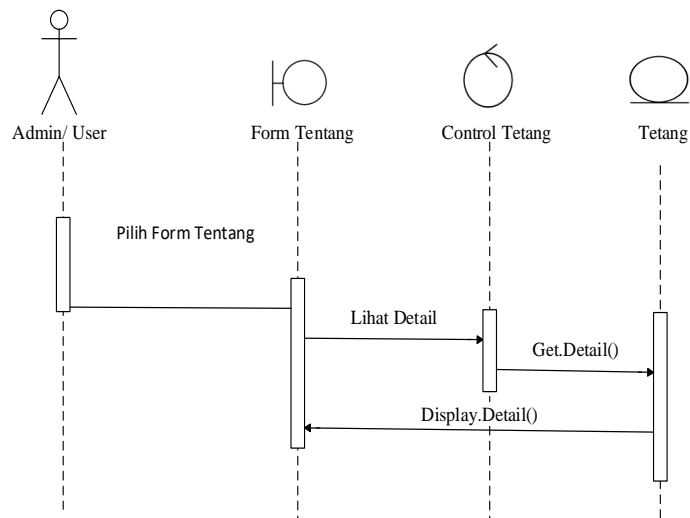 Admin/ User
Form Tentang
Control Tetang
Tetang
Pilih Form Tentang
Lihat Detail
Get.Detail()
Display.Detail()